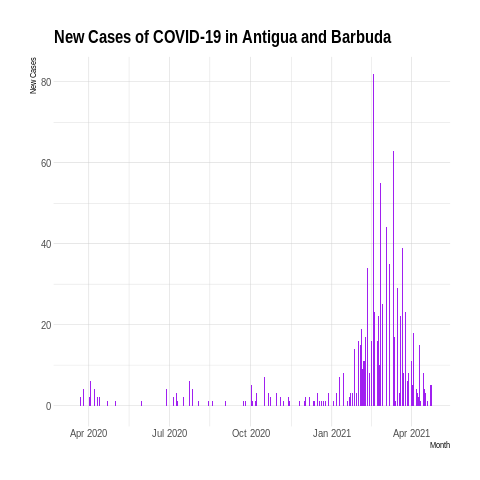 New Cases of COVID-19 in Antigua and Barbuda
New Cases
80
60
40
20
0
Apr 2020
Jul 2020
Oct 2020
Jan 2021
Apr 2021
Month